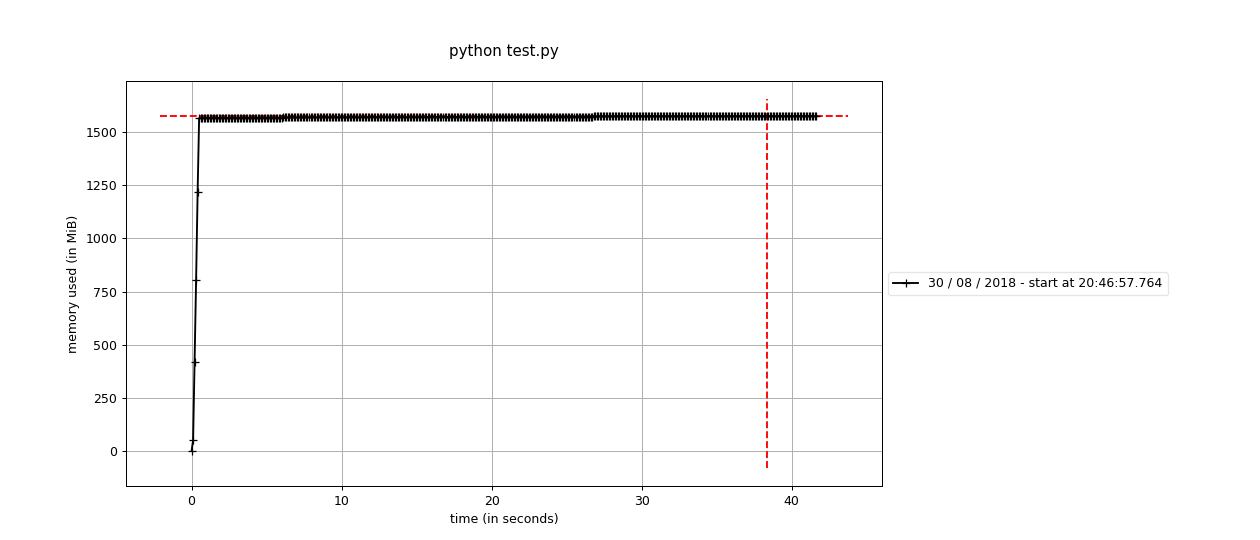 python test.py
1500
1250
1000
750
500
250
0
memory used (in MiB)
0 10 20 30 40
time (in seconds)
30 / 08 / 2018 - start at 20:46:57.764